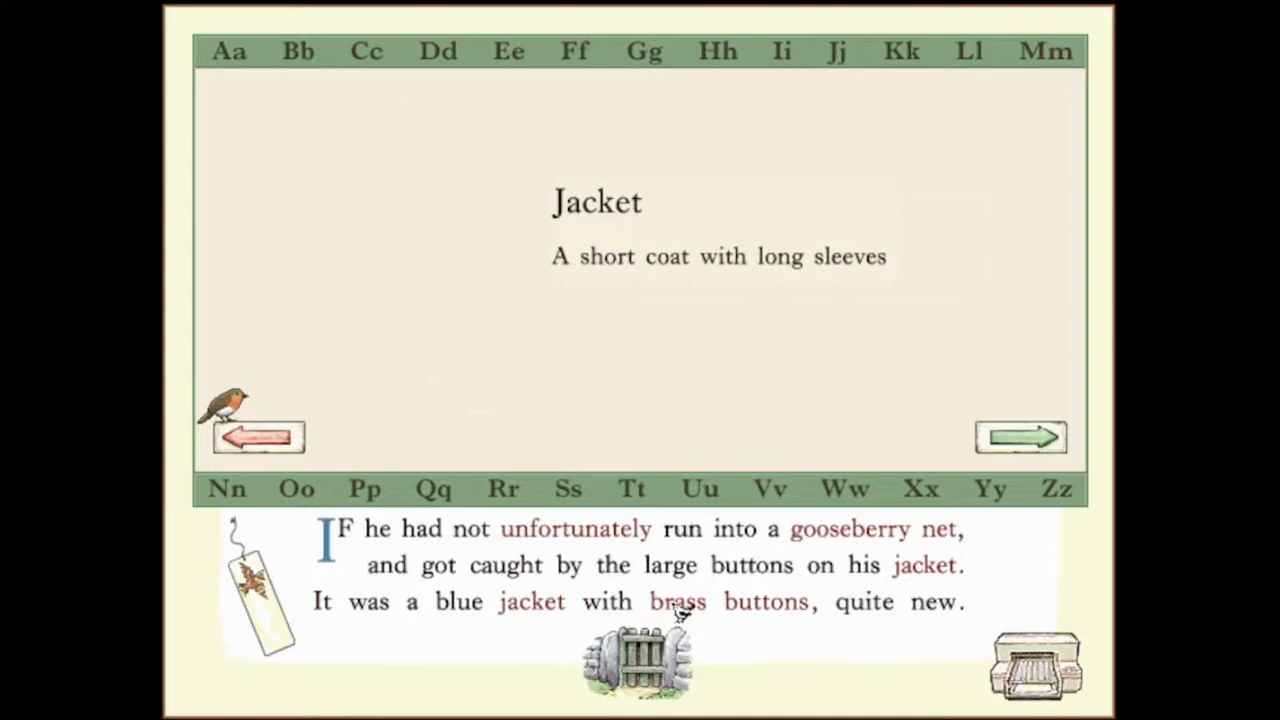 Aa Bb Cc Dd Ee Ff Gg Hh Ii Jj Kk Ll Mm
Jacket
A short coat with long sleeves
Nn Oo Pp Qq Rr Ss Tt Uu Vv Ww Xx Yy Zz
IF he had not unfortunately run into a gooseberry net,
and got caught by the large buttons on his jacket.
It was a blue jacket with brass buttons, quite new.